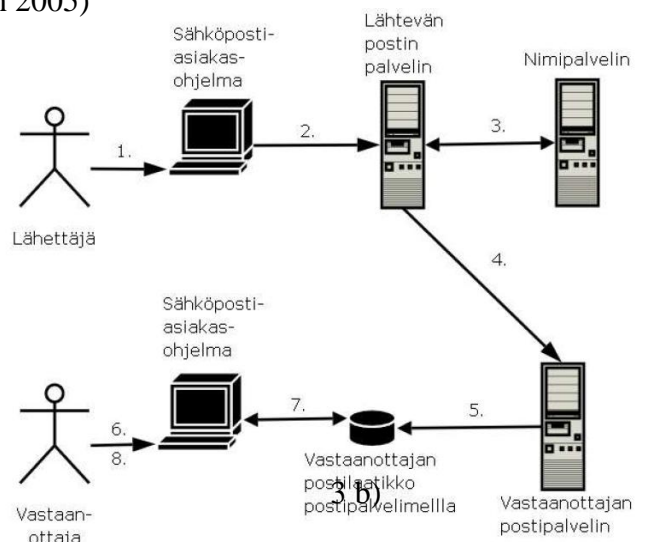 2005)
Sähköposti-
asiakas-
ohjelma
Lähtevän
postin
palvelin
Nimipalvelin
1.
2.
3.
Lähettäjä
4.
Sähköposti-
asiakas-
ohjelma
5.
6.
7.
8.
Vastaanottajan
postilaatikko
postipalvelimellla
3 b)
Vastaan-
ottaja
Vastaanottajan
postipalvelin